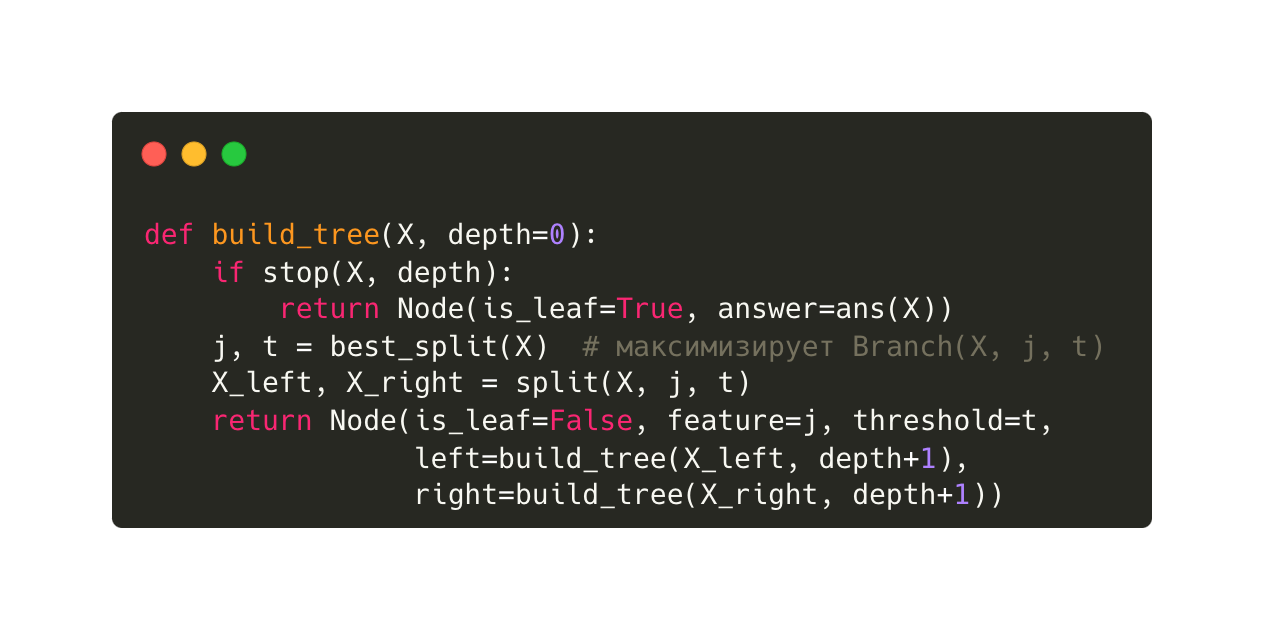 def build_tree(X, depth=0):
    if stop(X, depth):
        return Node(is_leaf=True, answer=ans(X))
    j, t = best_split(X)  # максимизирует Branch(X, j, t)
    X_left, X_right = split(X, j, t)
    return Node(is_leaf=False, feature=j, threshold=t,
                left=build_tree(X_left, depth+1),
                right=build_tree(X_right, depth+1))